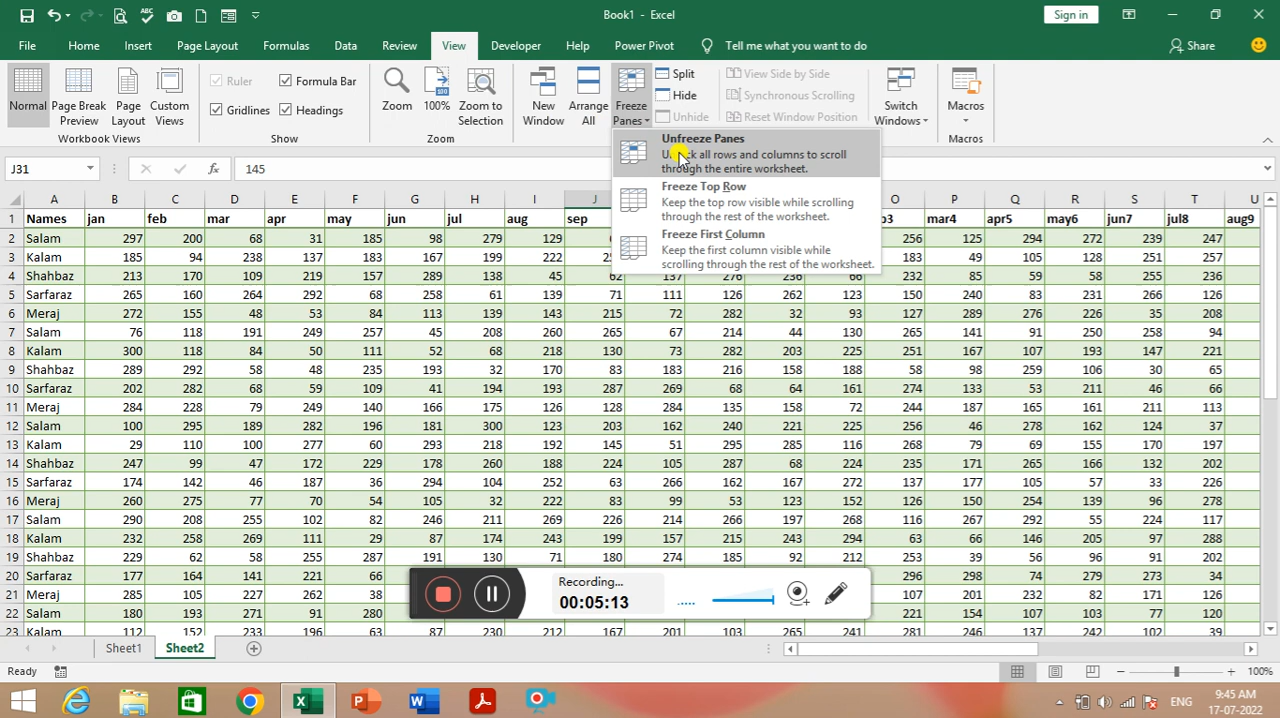 Book1 - Excel
Sign in
File Home Insert Page Layout Formulas Data Review View Developer Help Power Pivot Tell me what you want to do Share
Normal
Page Break Preview
Page Layout
Custom Views
Workbook Views
Ruler
Formula Bar
Gridlines
Headings
Show
Zoom
100%
Zoom to Selection
Zoom
New Window
Arrange All
Freeze Panes
Split
Hide
Unhide
View Side by Side
Synchronous Scrolling
Reset Window Position
Switch Windows
Macros
Macros
Unfreeze Panes
all rows and columns to scroll
through the entire worksheet.
Freeze Top Row
Keep the top row visible while scrolling
through the rest of the worksheet.
Freeze First Column
Keep the first column visible while
scrolling through the rest of the worksheet.
J31 fx 145
A B C D E F G H I J O P Q R S T U
1 Names jan feb mar apr may jun jul aug sep mar4 apr5 may6 jun7 jul8 aug9
2 Salam 297 200 68 31 185 98 279 129 256 125 294 272 239 247
3 Kalam 185 94 238 137 183 167 199 222 183 49 105 128 251 257
4 Shahbaz 213 170 109 219 156 289 138 45 62 137 276 226 66 232 85 59 58 255 236
5 Sarfaraz 265 160 264 292 68 258 61 139 71 111 126 262 123 150 240 83 231 266 126
6 Meraj 272 155 48 53 84 113 139 143 215 72 282 32 93 127 289 276 226 35 208
7 Salam 76 118 191 249 257 45 208 260 265 67 214 44 130 265 141 91 250 258 94
8 Kalam 300 118 84 50 111 52 68 218 130 73 282 203 225 251 167 107 193 147 221
9 Shahbaz 289 292 58 48 235 193 32 170 83 183 216 158 188 58 98 259 106 30 65
10 Sarfaraz 202 282 68 59 109 41 194 193 287 269 68 64 161 274 133 53 211 46 66
11 Meraj 284 228 79 249 140 166 175 126 128 284 135 158 72 244 187 165 161 211 113
12 Salam 100 295 189 282 196 181 300 123 203 162 240 221 225 256 46 278 162 124 37
13 Kalam 29 110 100 277 60 293 218 192 145 51 295 285 116 268 79 69 155 170 197
14 Shahbaz 247 99 47 172 229 178 260 188 224 105 287 68 224 235 171 265 166 132 202
15 Sarfaraz 174 142 46 187 36 294 104 252 63 266 162 167 272 137 177 105 57 33 226
16 Meraj 260 275 77 70 54 105 32 222 83 99 53 123 152 126 150 254 139 96 278
17 Salam 290 208 255 102 82 246 211 269 226 214 266 197 268 116 267 292 55 224 117
18 Kalam 232 258 269 111 29 87 174 243 199 157 215 243 294 63 66 146 205 97 288
19 Shahbaz 229 62 58 255 287 191 130 71 180 274 185 92 212 253 39 56 96 91 202
20 Sarfaraz 177 164 141 221 66 296 298 74 279 273 34
21 Meraj 285 105 227 262 38 107 201 232 82 171 126
22 Salam 180 193 271 91 280 221 154 107 103 77 120
23 Kalam 112 152 233 196 63 87 230 212 167 201 103 265 241 281 246 137 144 182 39
Recording...
00:05:13
Sheet1 Sheet2
Ready 100%
ENG
9:45 AM
17-07-2022